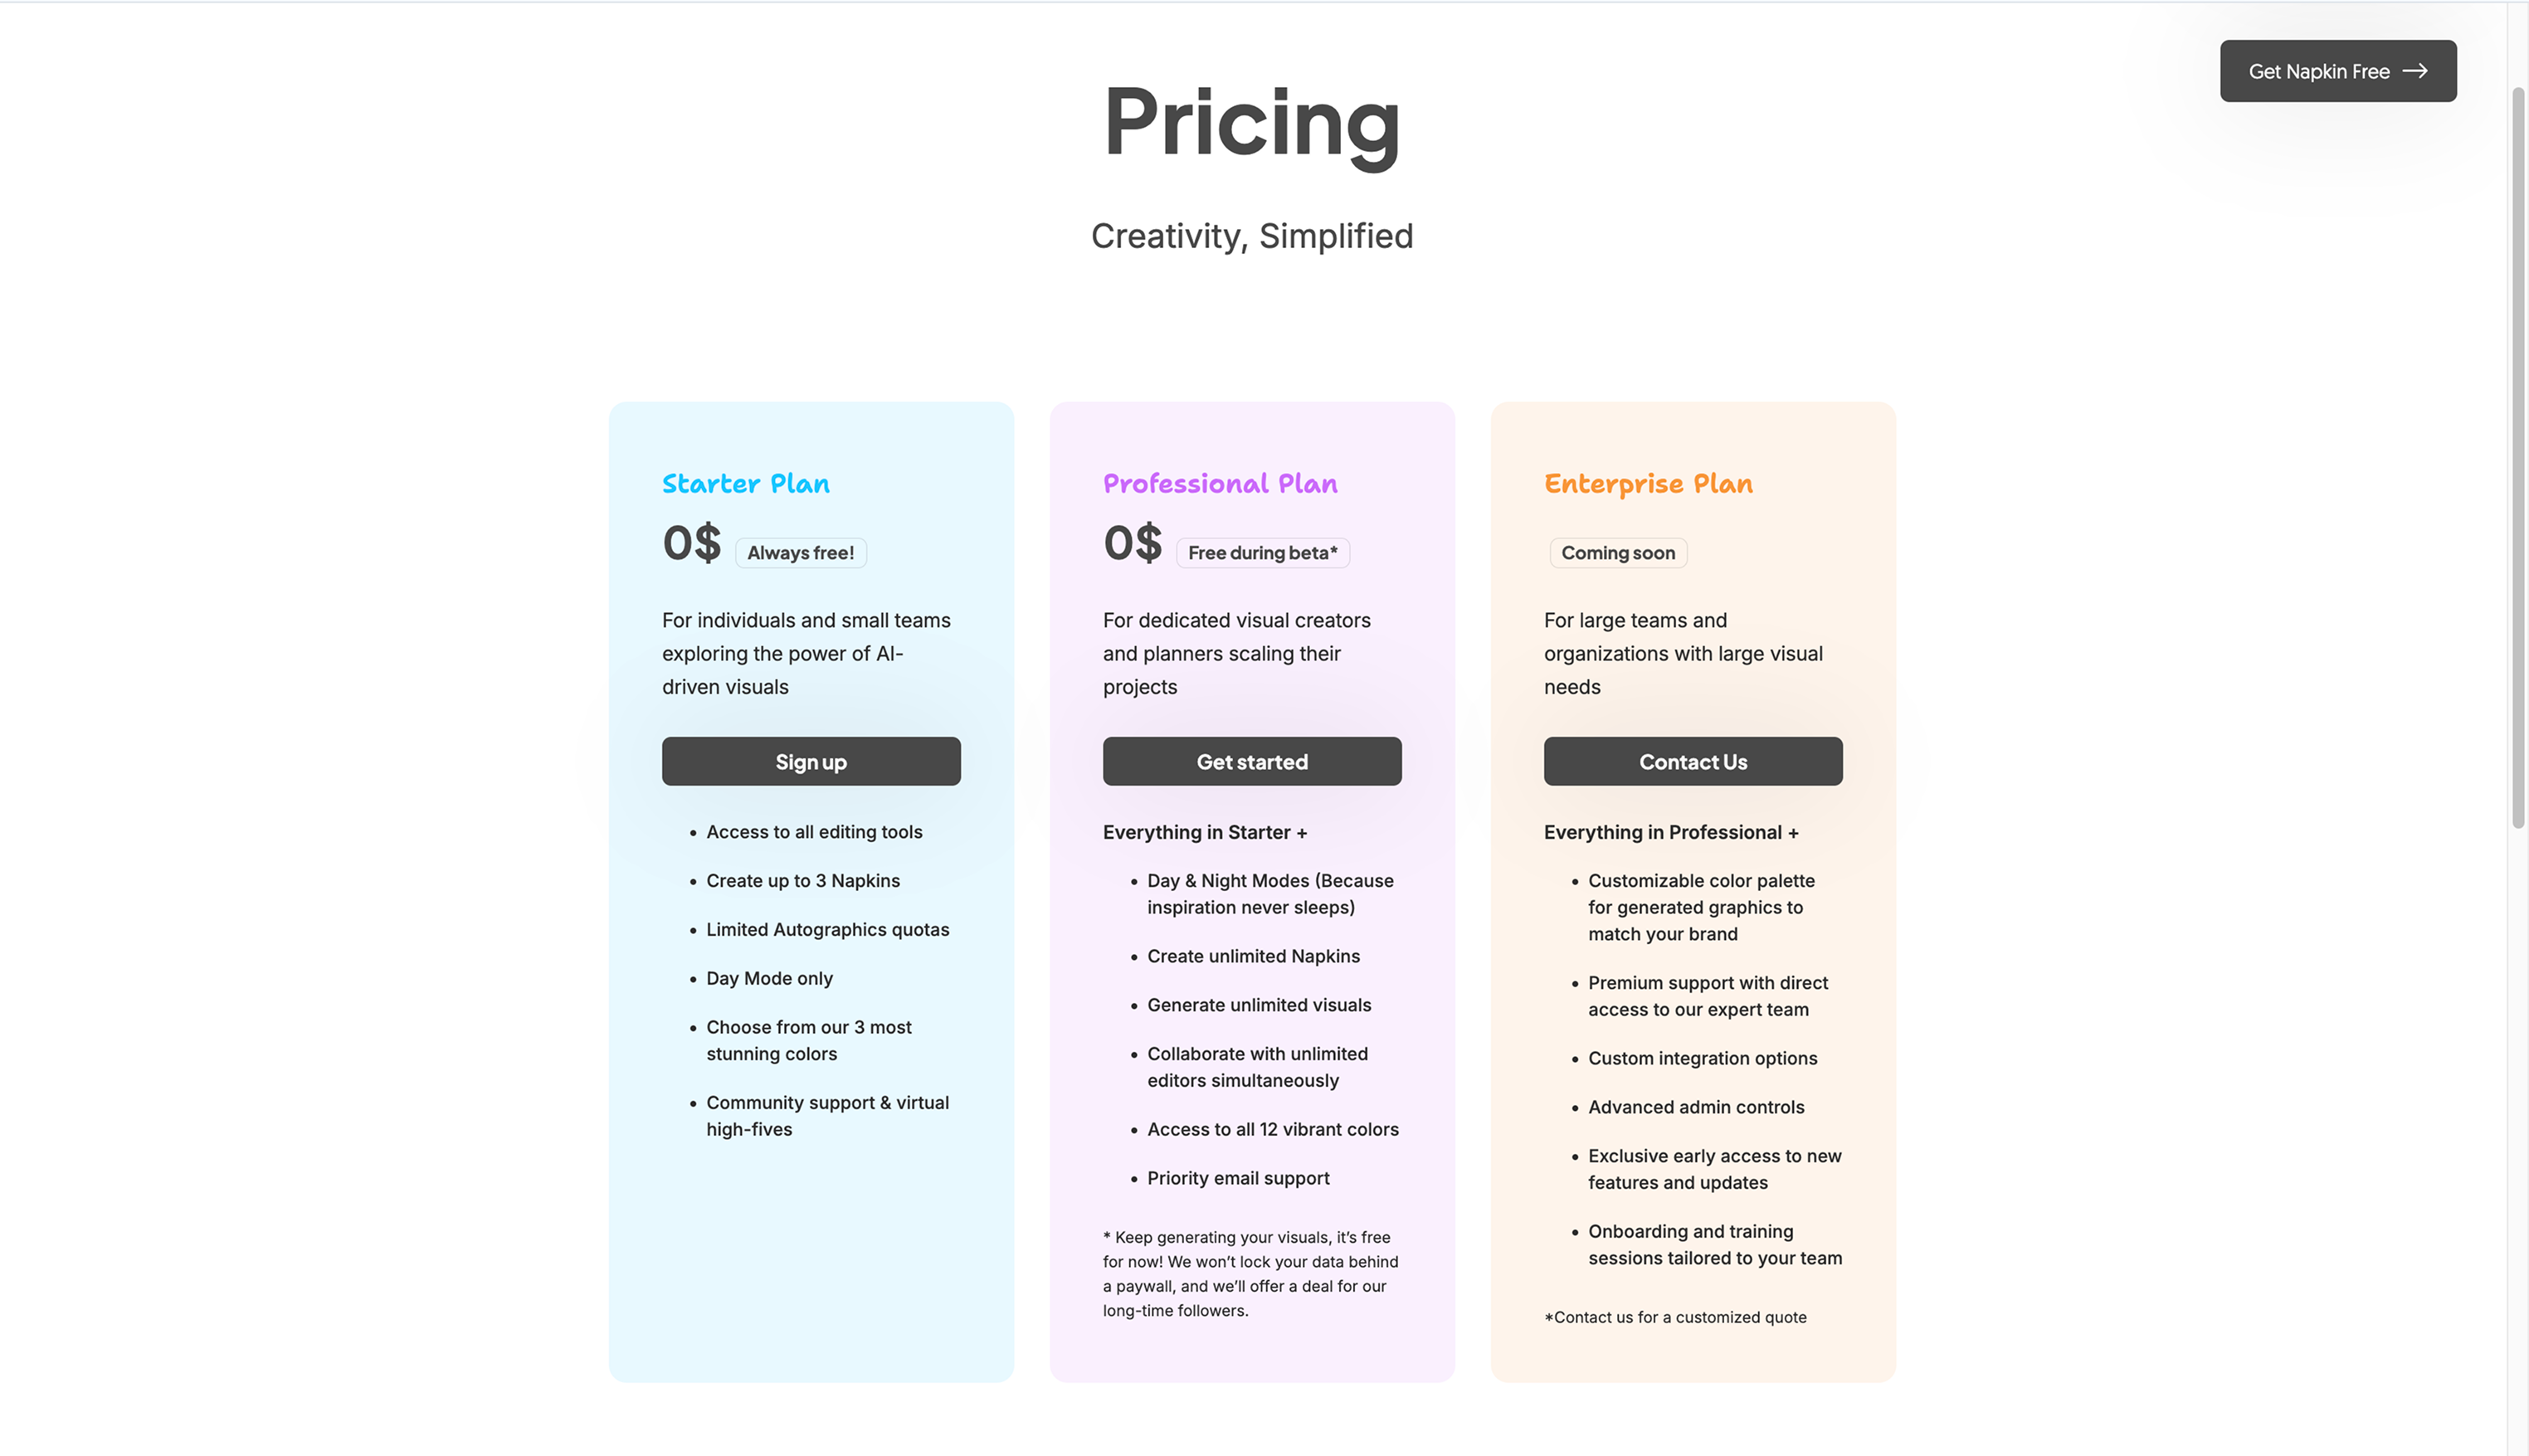 Get Napkin Free →
Pricing
Creativity, Simplified
Starter Plan
0$ Always free!
For individuals and small teams
exploring the power of AI-
driven visuals
Sign up
• Access to all editing tools
• Create up to 3 Napkins
• Limited Autographics quotas
• Day Mode only
• Choose from our 3 most
stunning colors
• Community support & virtual
high-fives
Professional Plan
0$ Free during beta*
For dedicated visual creators
and planners scaling their
projects
Get started
Everything in Starter +
• Day & Night Modes (Because
inspiration never sleeps)
• Create unlimited Napkins
• Generate unlimited visuals
• Collaborate with unlimited
editors simultaneously
• Access to all 12 vibrant colors
• Priority email support
* Keep generating your visuals, it’s free
for now! We won’t lock your data behind
a paywall, and we’ll offer a deal for our
long-time followers.
Enterprise Plan
Coming soon
For large teams and
organizations with large visual
needs
Contact Us
Everything in Professional +
• Customizable color palette
for generated graphics to
match your brand
• Premium support with direct
access to our expert team
• Custom integration options
• Advanced admin controls
• Exclusive early access to new
features and updates
• Onboarding and training
sessions tailored to your team
*Contact us for a customized quote